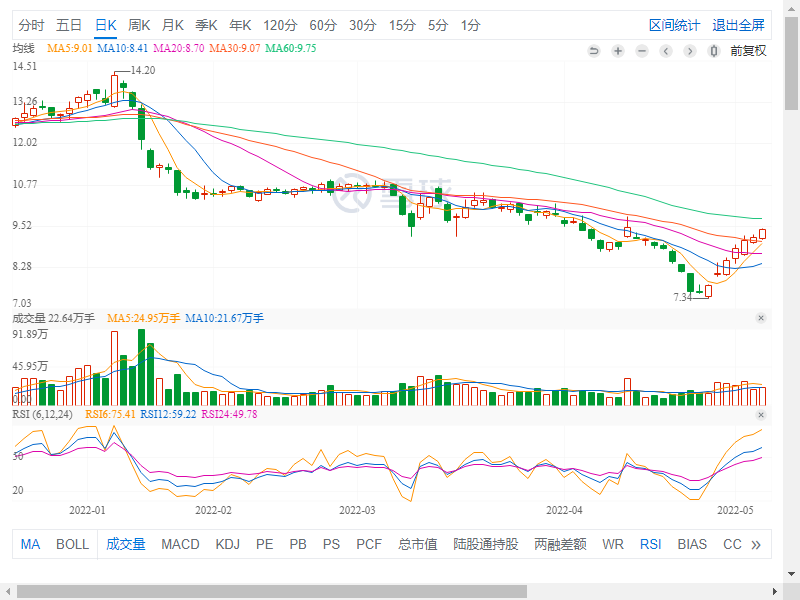 分时 五日 日K 周K 月K 季K 年K 120分 60分 30分 15分 5分 1分 区间统计 退出全屏
均线 MA5:9.01 MA10:8.41 MA20:8.70 MA30:9.07 MA60:9.75 前复权
14.51
14.20
13.26
12.02
10.77
雪球
9.52
8.28
7.34
7.03
成交量 22.64万手 MA5:24.95万手 MA10:21.67万手
91.89万
45.95万
0.00
RSI (6,12,24) RSI6:75.41 RSI12:59.22 RSI24:49.78
50
20
2022-01 2022-02 2022-03 2022-04 2022-05
MA BOLL 成交量 MACD KDJ PE PB PS PCF 总市值 陆股通持股 两融差额 WR RSI BIAS CC »